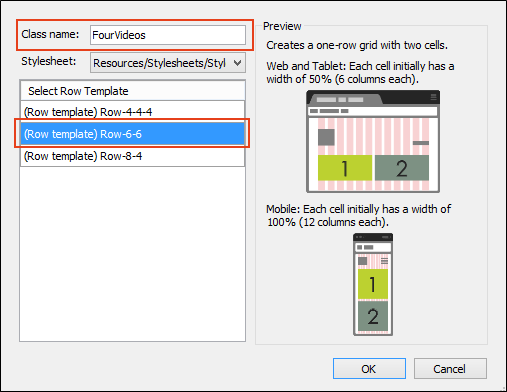 Class name: FourVideos
Stylesheet: Resources/Stylesheets/Styl
Select Row Template
(Row template) Row-4-4-4
(Row template) Row-6-6
(Row template) Row-8-4
Preview
Creates a one-row grid with two cells.
Web and Tablet: Each cell initially has a
width of 50% (6 columns each).
1 2
Mobile: Each cell initially has a width of
100% (12 columns each).
1
2
OK Cancel